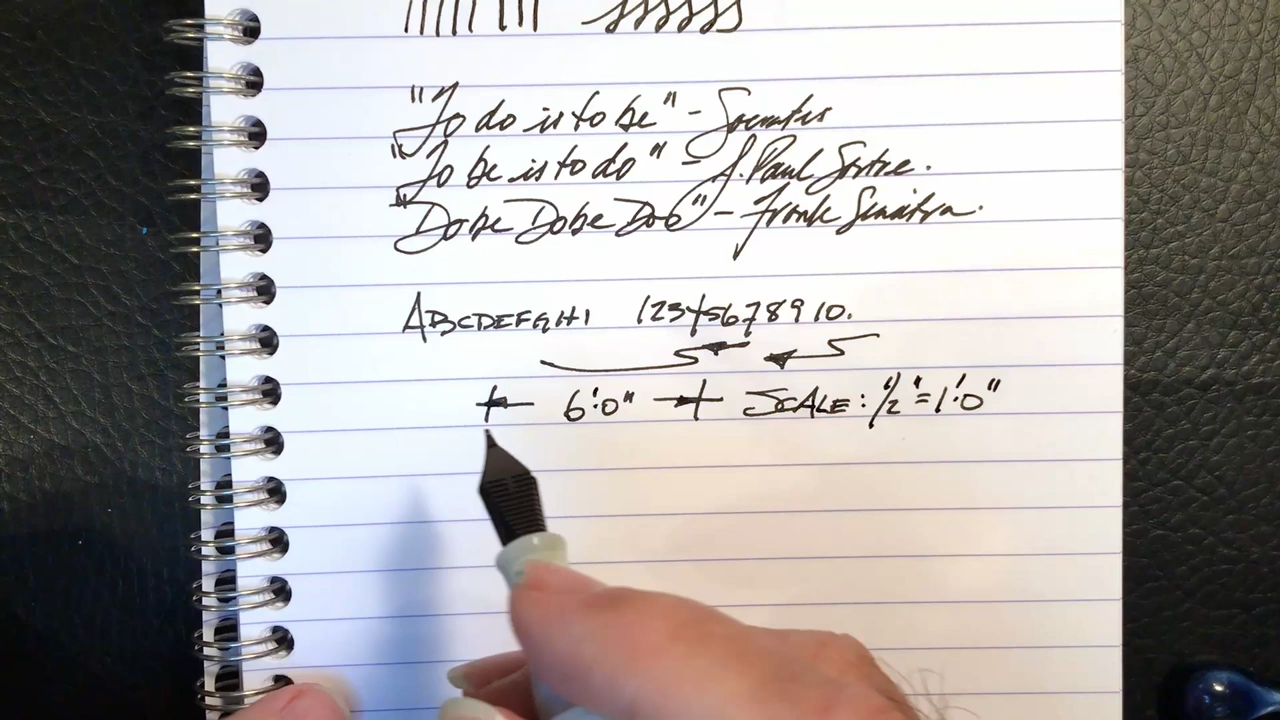 "To do is to be" - Socrates
"To be is to do" - J. Paul Sartre.
"Do be Do be Do" - Frank Sinatra.
ABCDEFGHI 12345678910.
6'.0" SCALE: 1/2" = 1'.0"